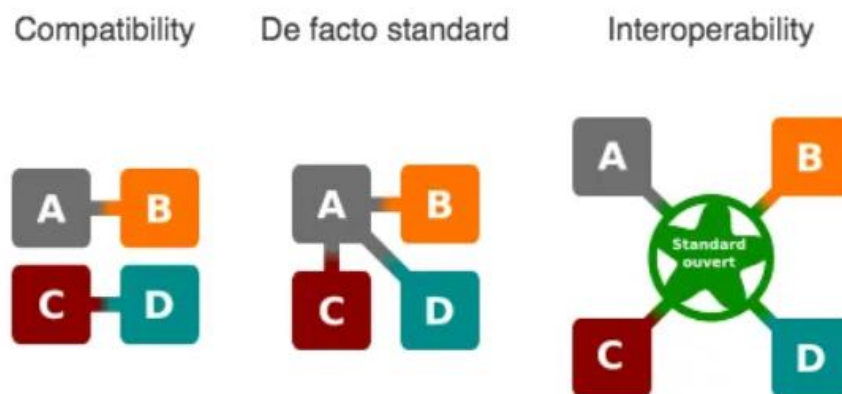 Compatibility
De facto standard
Interoperability
A
B
C
D
A
B
C
D
A
B
Standard
ouvert
C
D